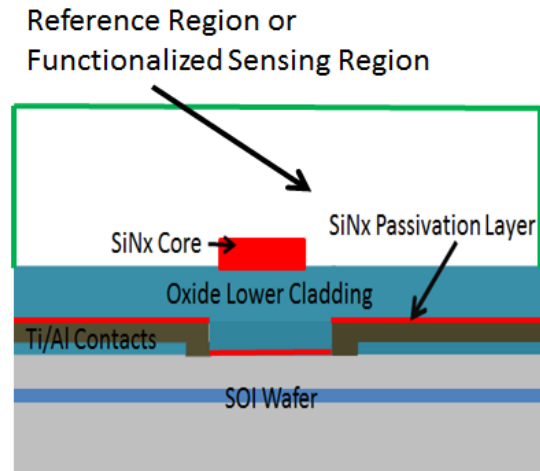 Reference Region or
Functionalized Sensing Region
SiNx Core
SiNx Passivation Layer
Oxide Lower Cladding
Ti/Al Contacts
SOI Wafer